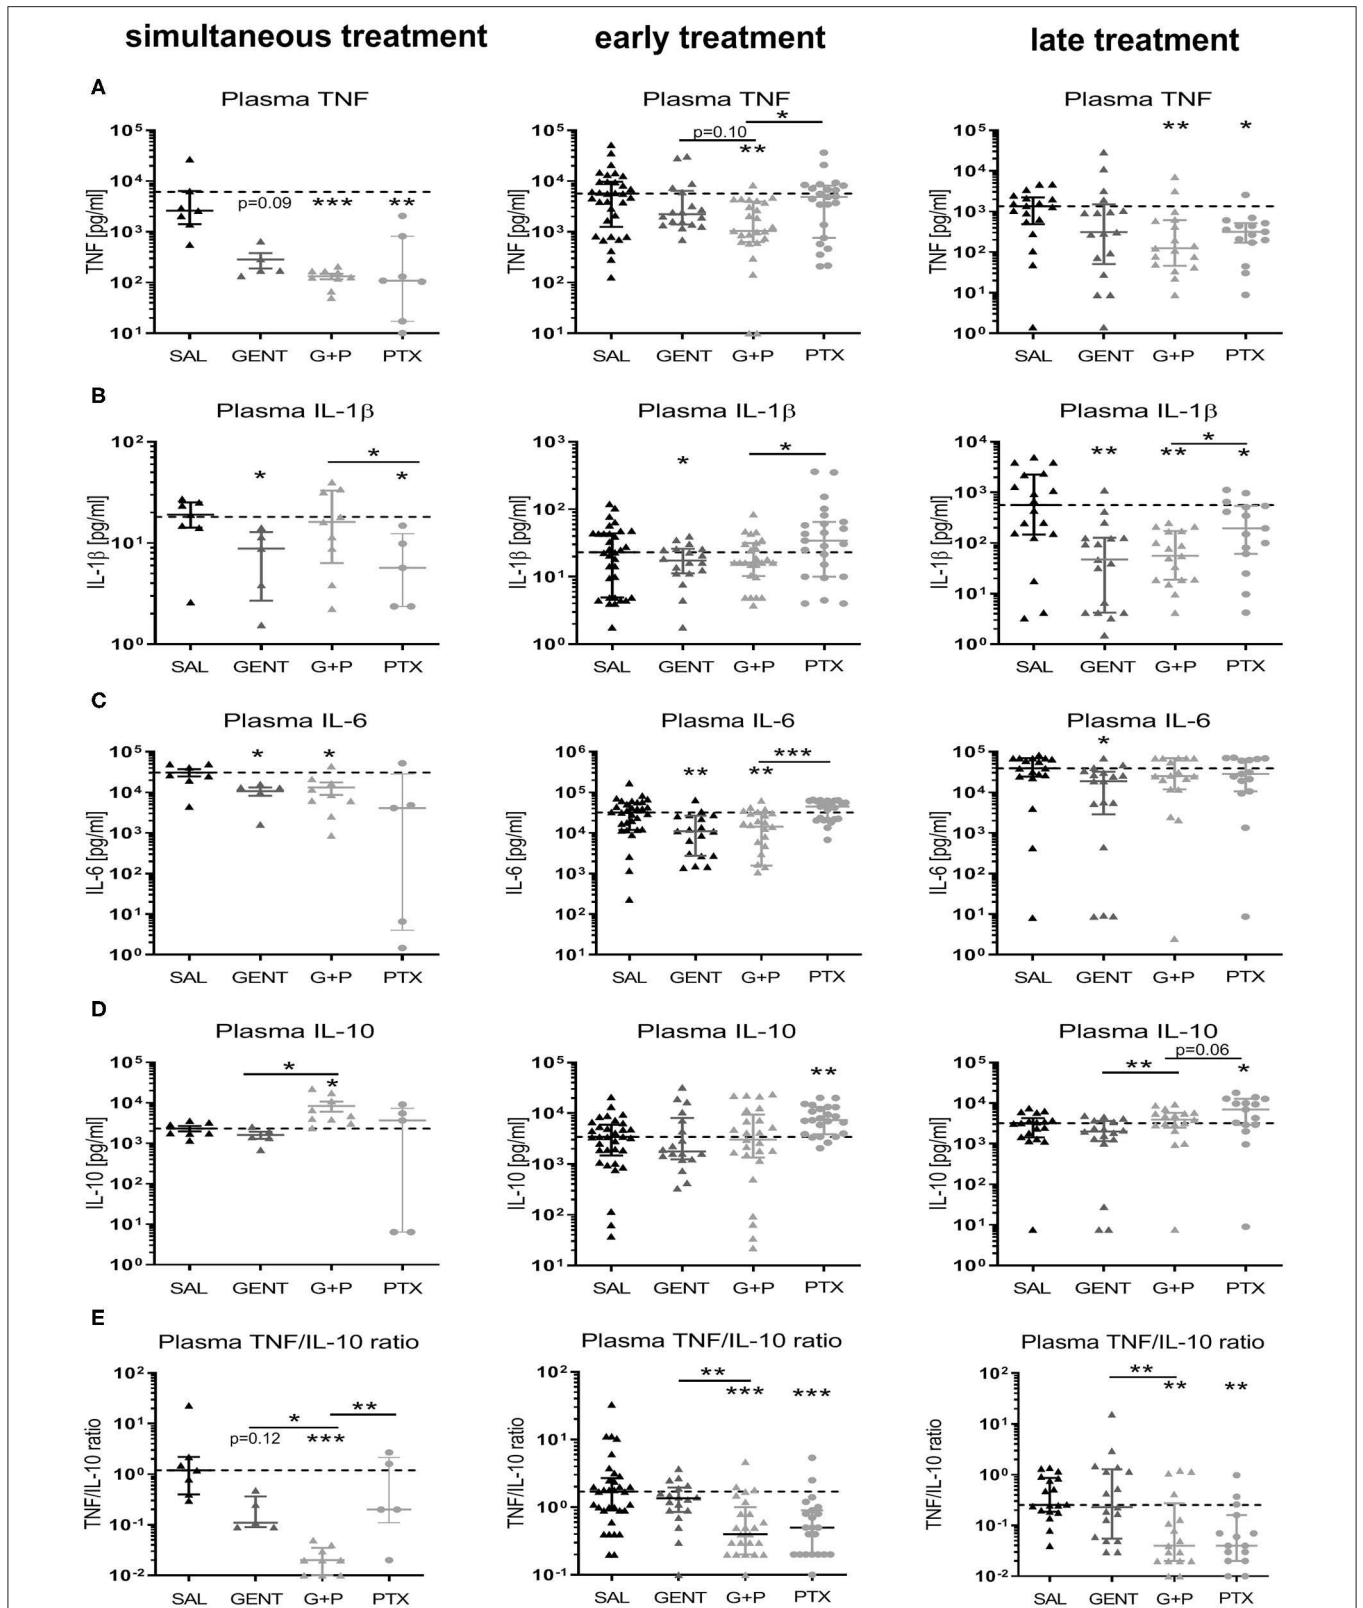 simultaneous treatment early treatment late treatment
A
Plasma TNF Plasma TNF Plasma TNF
TNF [pg/ml] 10⁵ 10⁴ 10³ 10² 10¹ p=0.09 *** **
SAL GENT G+P PTX
TNF [pg/ml] 10⁵ 10⁴ 10³ 10² 10¹ p=0.10 ** *
SAL GENT G+P PTX
TNF [pg/ml] 10⁵ 10⁴ 10³ 10² 10¹ 10⁰ ** *
SAL GENT G+P PTX
B
Plasma IL-1β Plasma IL-1β Plasma IL-1β
IL-1β [pg/ml] 10² 10¹ 10⁰ * * *
SAL GENT G+P PTX
IL-1β [pg/ml] 10³ 10² 10¹ 10⁰ * *
SAL GENT G+P PTX
IL-1β [pg/ml] 10⁴ 10³ 10² 10¹ 10⁰ ** ** * *
SAL GENT G+P PTX
C
Plasma IL-6 Plasma IL-6 Plasma IL-6
IL-6 [pg/ml] 10⁵ 10⁴ 10³ 10² 10¹ 10⁰ * *
SAL GENT G+P PTX
IL-6 [pg/ml] 10⁶ 10⁵ 10⁴ 10³ 10² 10¹ ** ** ***
SAL GENT G+P PTX
IL-6 [pg/ml] 10⁵ 10⁴ 10³ 10² 10¹ 10⁰ *
SAL GENT G+P PTX
D
Plasma IL-10 Plasma IL-10 Plasma IL-10
IL-10 [pg/ml] 10⁵ 10⁴ 10³ 10² 10¹ 10⁰ * *
SAL GENT G+P PTX
IL-10 [pg/ml] 10⁵ 10⁴ 10³ 10² 10¹ **
SAL GENT G+P PTX
IL-10 [pg/ml] 10⁵ 10⁴ 10³ 10² 10¹ 10⁰ ** p=0.06 *
SAL GENT G+P PTX
E
Plasma TNF/IL-10 ratio Plasma TNF/IL-10 ratio Plasma TNF/IL-10 ratio
TNF/IL-10 ratio 10² 10¹ 10⁰ 10⁻¹ 10⁻² p=0.12 * *** **
SAL GENT G+P PTX
TNF/IL-10 ratio 10² 10¹ 10⁰ 10⁻¹ ** *** ***
SAL GENT G+P PTX
TNF/IL-10 ratio 10² 10¹ 10⁰ 10⁻¹ 10⁻² ** ** **
SAL GENT G+P PTX